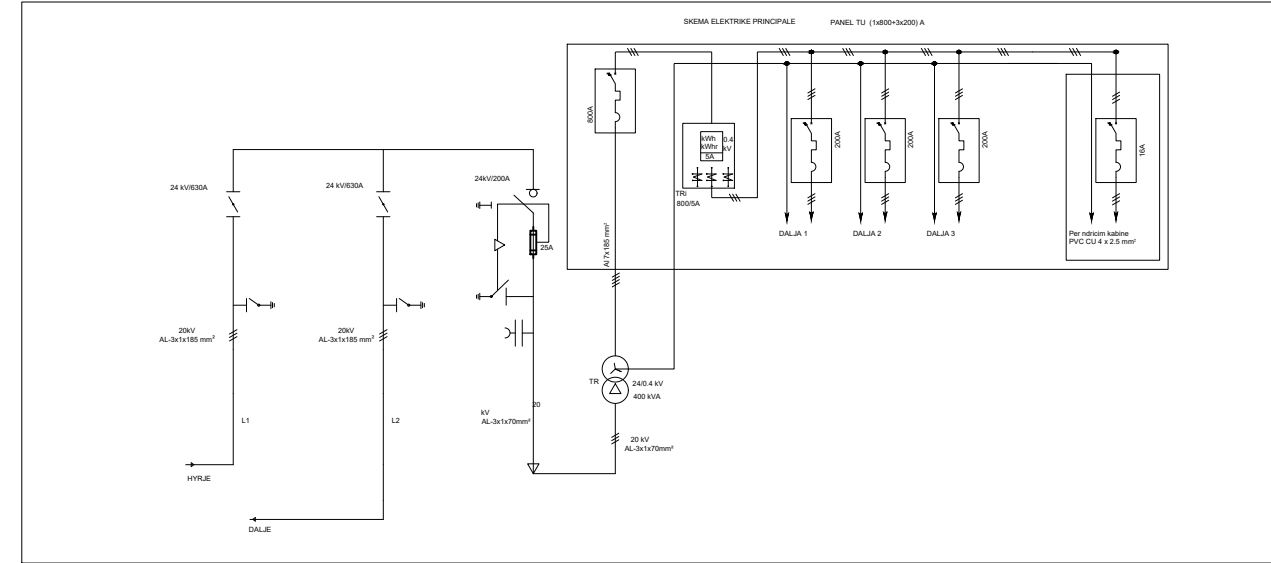 SKEMA ELEKTRIKE PRINCIPALE PANEL TU (1x800+3x200) A
800A
kWh 0.4
kWhr kV
5A
TRi
800/5A
200A
200A
200A
16A
DALJA 1
DALJA 2
DALJA 3
Per ndricim kabine
PVC CU 4 x 2.5 mm²
24 kV/630A
24 kV/630A
24kV/200A
25A
Al 7x185 mm²
20kV
AL-3x1x185 mm²
20kV
AL-3x1x185 mm²
TR
24/0.4 kV
400 kVA
20
kV
AL-3x1x70mm²
L1
L2
20 kV
AL-3x1x70mm²
HYRJE
DALJE